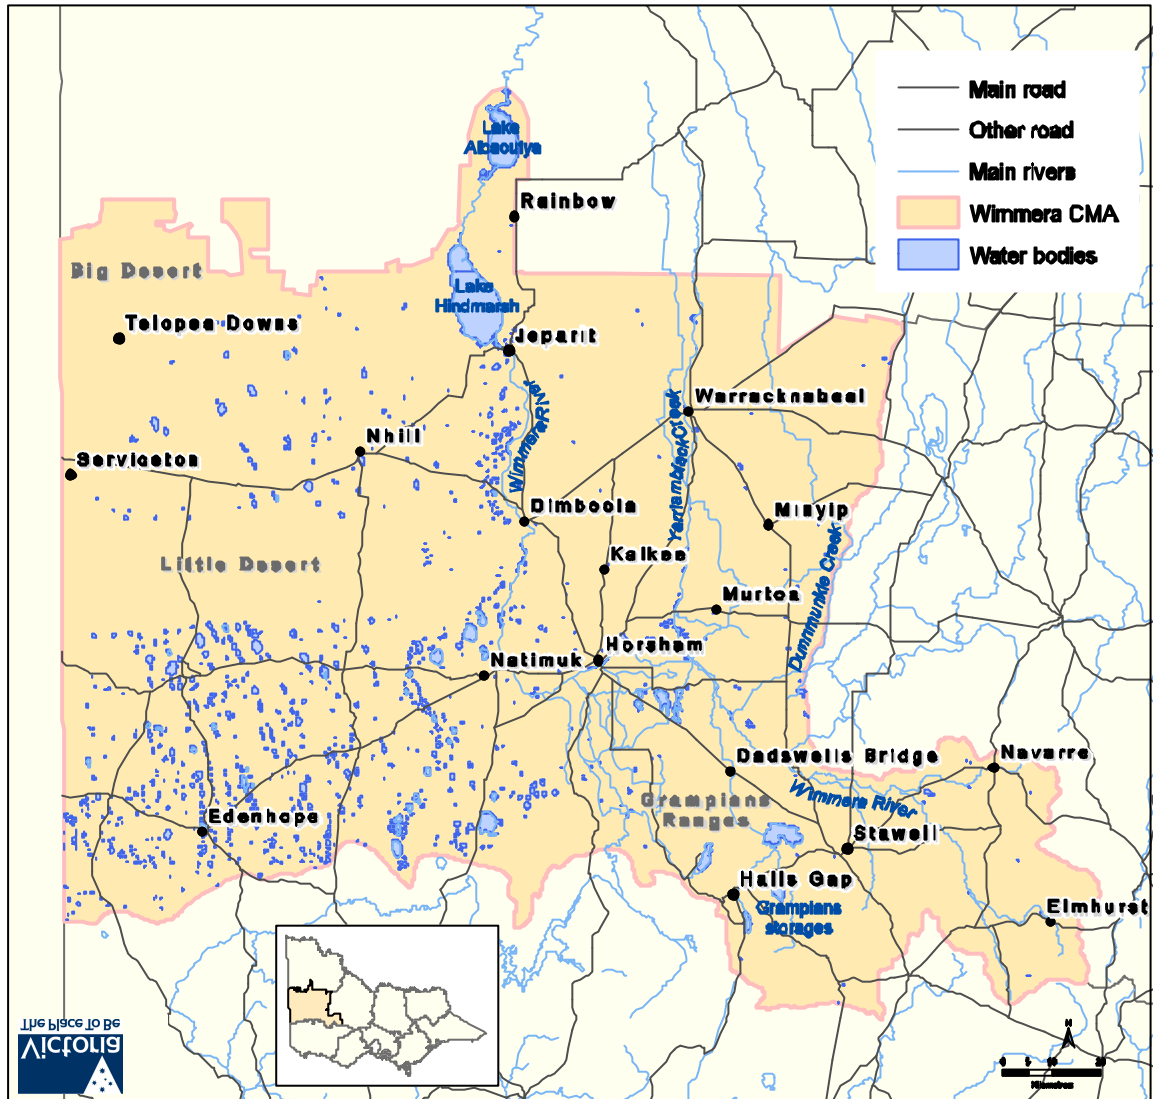 Main road
Other road
Main rivers
Wimmera CMA
Water bodies
Lake
Albacutya
Rainbow
Big Desert
Lake
Hindmarsh
Telopea Downs
Jeparit
Warracknabeal
Wimmera River
Yarriambiack Creek
Nhill
Serviceton
Dimboola
Minyip
Kalkee
Little Desert
Dunmunkle Creek
Murtoa
Horsham
Natimuk
Dadswells Bridge
Navarre
Wimmera River
Grampians
Ranges
Edenhope
Stawell
Halls Gap
Grampians
storages
Elmhurst
The Place To Be
Victoria
N
0
20
Kilometres